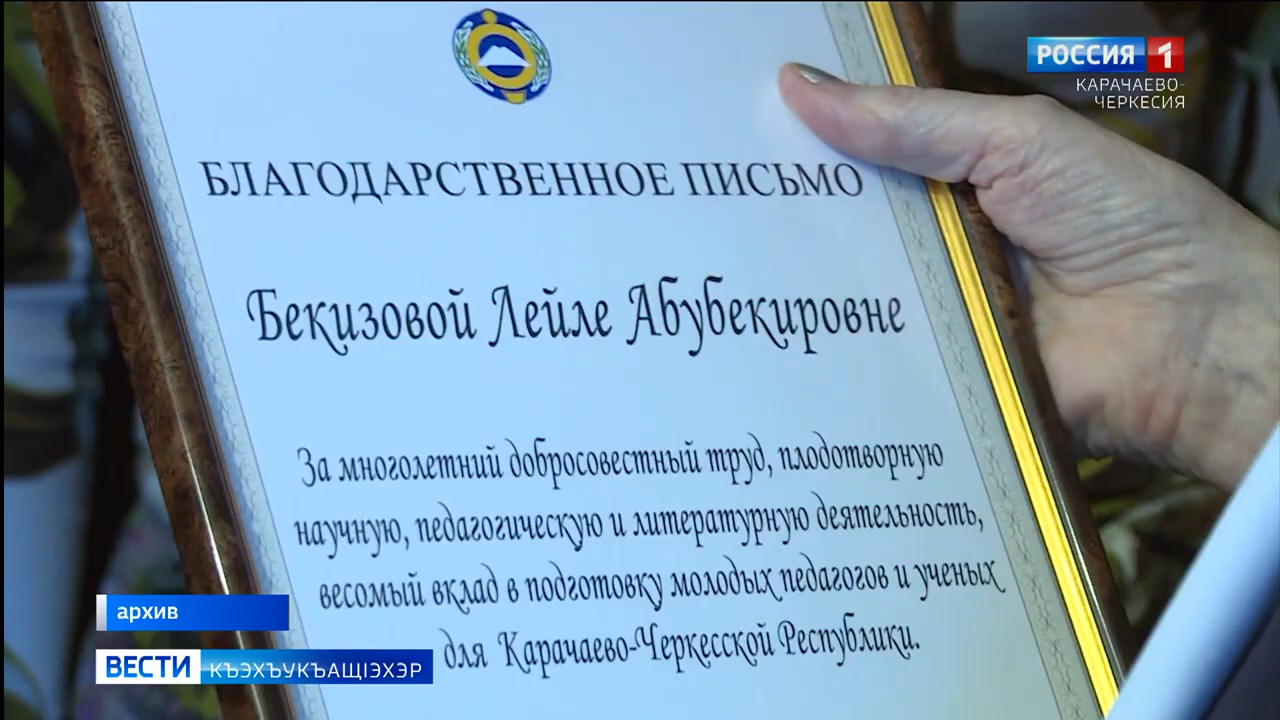 РОССИЯ 1
КАРАЧАЕВО-
ЧЕРКЕСИЯ
БЛАГОДАРСТВЕННОЕ ПИСЬМО
Бекизовой Лейле Абубекировне
За многолетний добросовестный труд, плодотворную
научную, педагогическую и литературную деятельность,
весомый вклад в подготовку молодых педагогов и ученых
для Карачаево-Черкесской Республики.
архив
ВЕСТИ КЪЭХЪУКЪАЩIЭХЭР